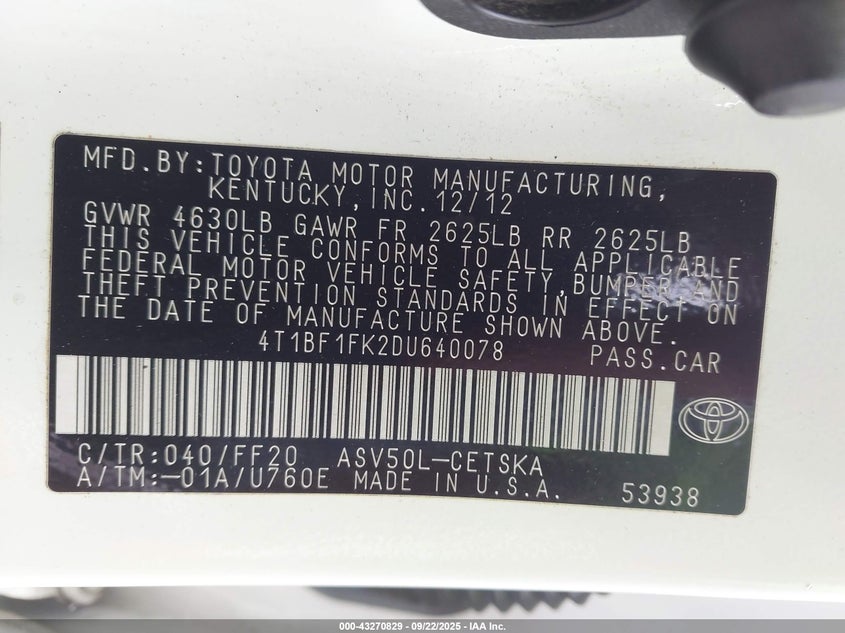 MFD.BY:TOYOTA MOTOR MANUFACTURING,
KENTUCKY,INC.12/12
GVWR 4630LB GAWR FR 2625LB RR 2625LB
THIS VEHICLE CONFORMS TO ALL APPLICABLE
FEDERAL MOTOR VEHICLE SAFETY,BUMPER,AND
THEFT PREVENTION STANDARDS IN EFFECT ON
THE DATE OF MANUFACTURE SHOWN ABOVE.
4T1BF1FK2DU640078 PASS.CAR
C/TR:040/FF20 ASV50L-CETSKA
A/TM:-01A/U760E MADE IN U.S.A. 53938
000-43270829 - 09/22/2025 - IAA Inc.